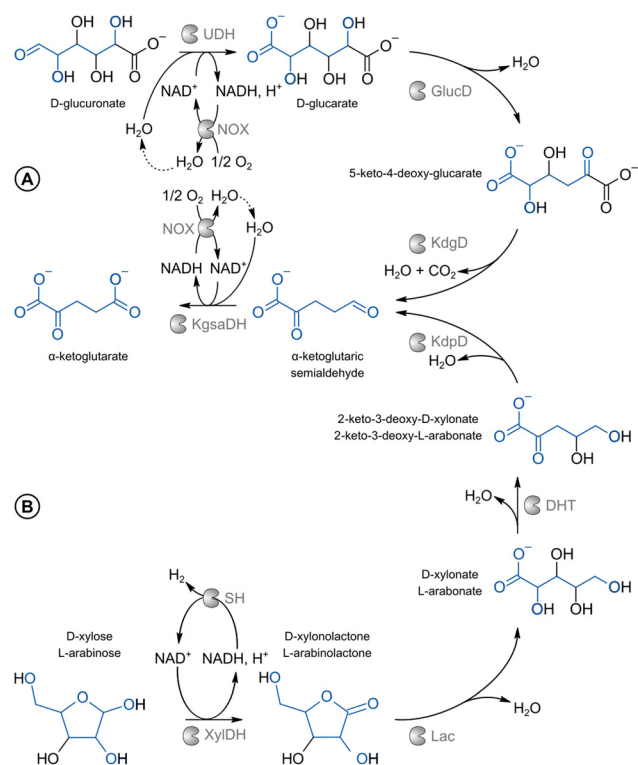 OH OH
O O⁻
OH OH O
D-glucuronate
UDH
NAD⁺ NADH, H⁺
H₂O
NOX
H₂O 1/2 O₂
O⁻ OH OH O⁻
O OH OH O
D-glucarate
H₂O
GlucD
A
5-keto-4-deoxy-glucarate
O⁻ OH O
O OH O⁻
O
1/2 O₂ H₂O
NOX H₂O
NADH NAD⁺
KgsaDH
KdgD
H₂O + CO₂
O⁻ O⁻
O O
O
α-ketoglutarate
O⁻
O O
O
α-ketoglutaric
semialdehyde
KdpD
H₂O
2-keto-3-deoxy-D-xylonate
2-keto-3-deoxy-L-arabonate
O⁻
O OH
O OH
B
H₂O
DHT
D-xylonate
L-arabonate
O⁻ OH
O OH
OH OH
H₂
SH
D-xylose
L-arabinose
NAD⁺ NADH, H⁺
D-xylonolactone
L-arabinolactone
HO
O OH
HO OH
XylDH
HO
O O
HO OH
Lac
H₂O